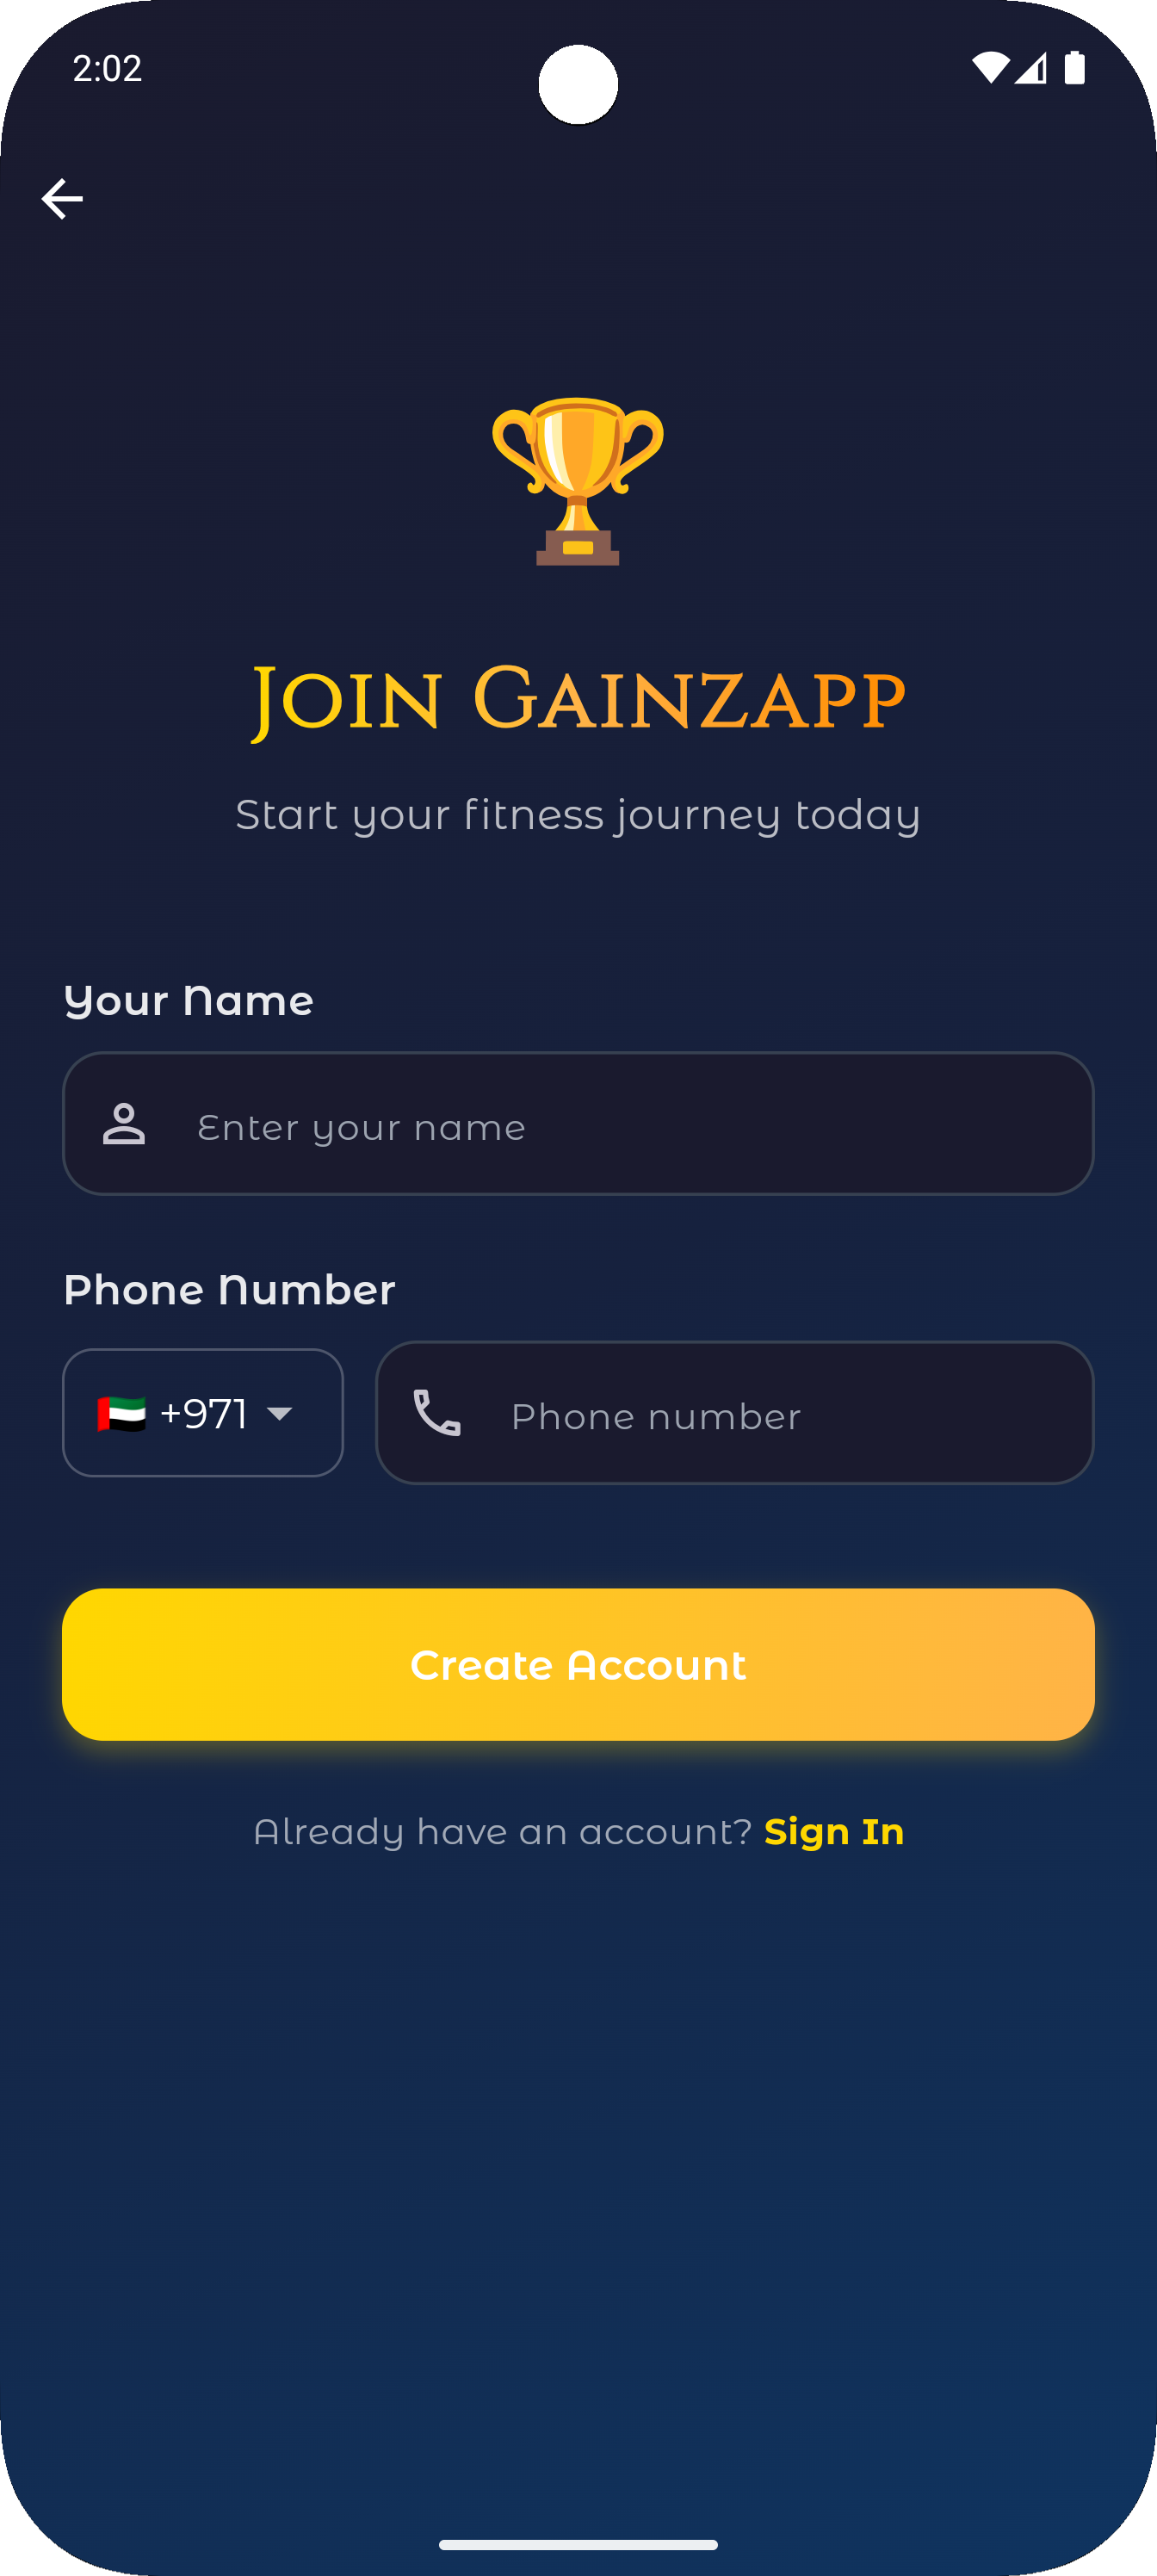 2:02
Join Gainzapp
Start your fitness journey today
Your Name
Enter your name
Phone Number
+971
Phone number
Create Account
Already have an account? Sign In